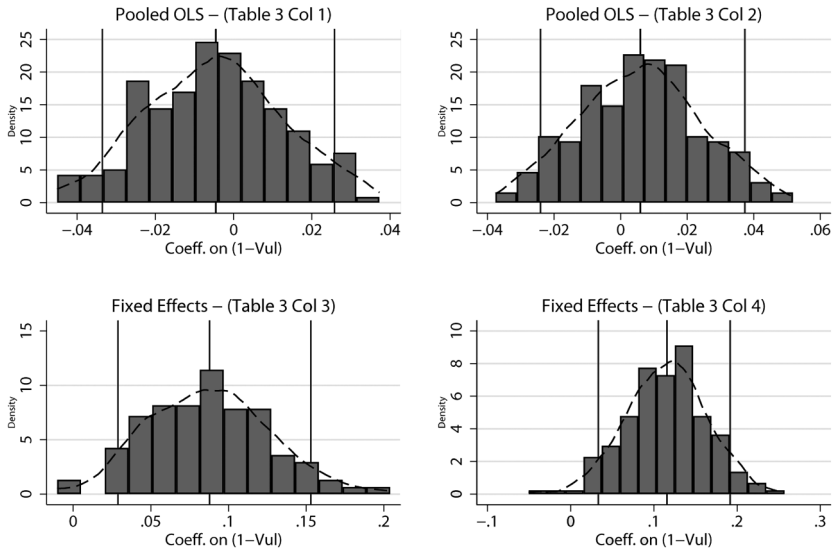 Pooled OLS − (Table 3 Col 1)
25
20
15
10
5
0
Density
−.04 −.02 0 .02 .04
Coeff. on (1−Vul)
Pooled OLS − (Table 3 Col 2)
25
20
15
10
5
0
Density
−.04 −.02 0 .02 .04 .06
Coeff. on (1−Vul)
Fixed Effects − (Table 3 Col 3)
15
10
5
0
Density
0 .05 .1 .15 .2
Coeff. on (1−Vul)
Fixed Effects − (Table 3 Col 4)
10
8
6
4
2
0
Density
−.1 0 .1 .2 .3
Coeff. on (1−Vul)